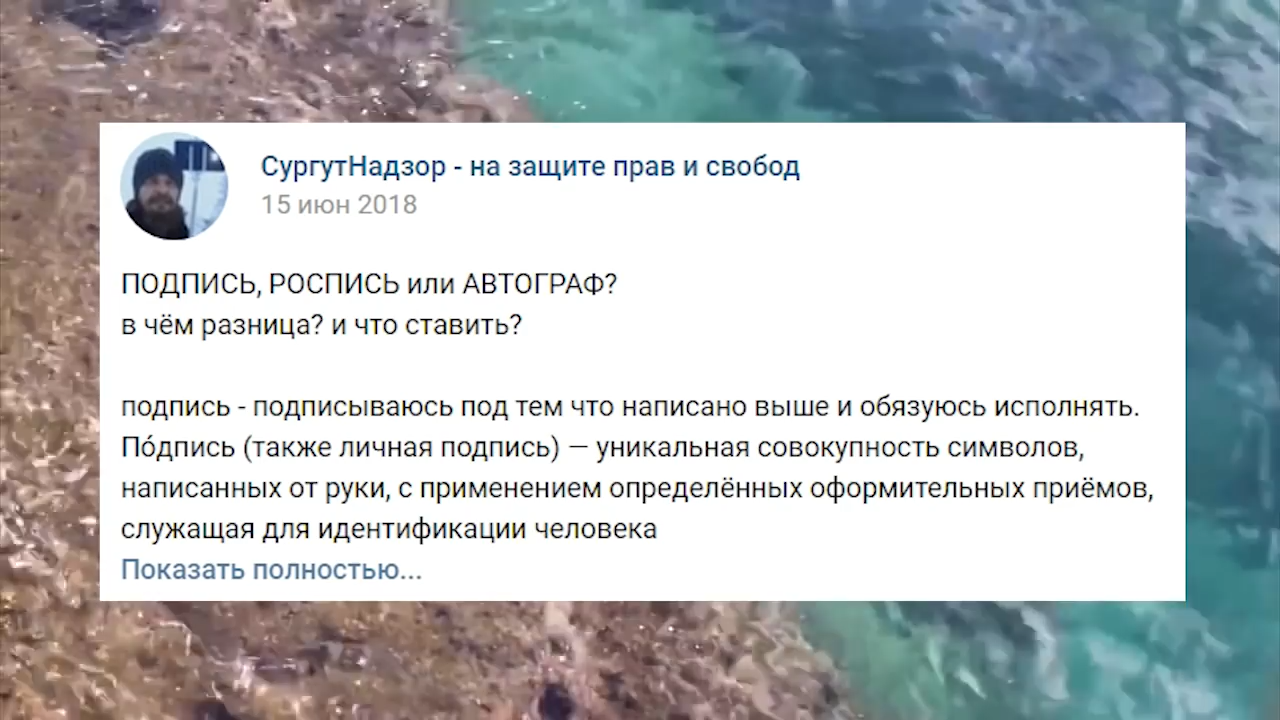 СургутНадзор - на защите прав и свобод
15 июн 2018
ПОДПИСЬ, РОСПИСЬ или АВТОГРАФ?
в чём разница? и что ставить?
подпись - подписываюсь под тем что написано выше и обязуюсь исполнять.
По́дпись (также личная подпись) — уникальная совокупность символов,
написанных от руки, с применением определённых оформительных приёмов,
служащая для идентификации человека
Показать полностью...